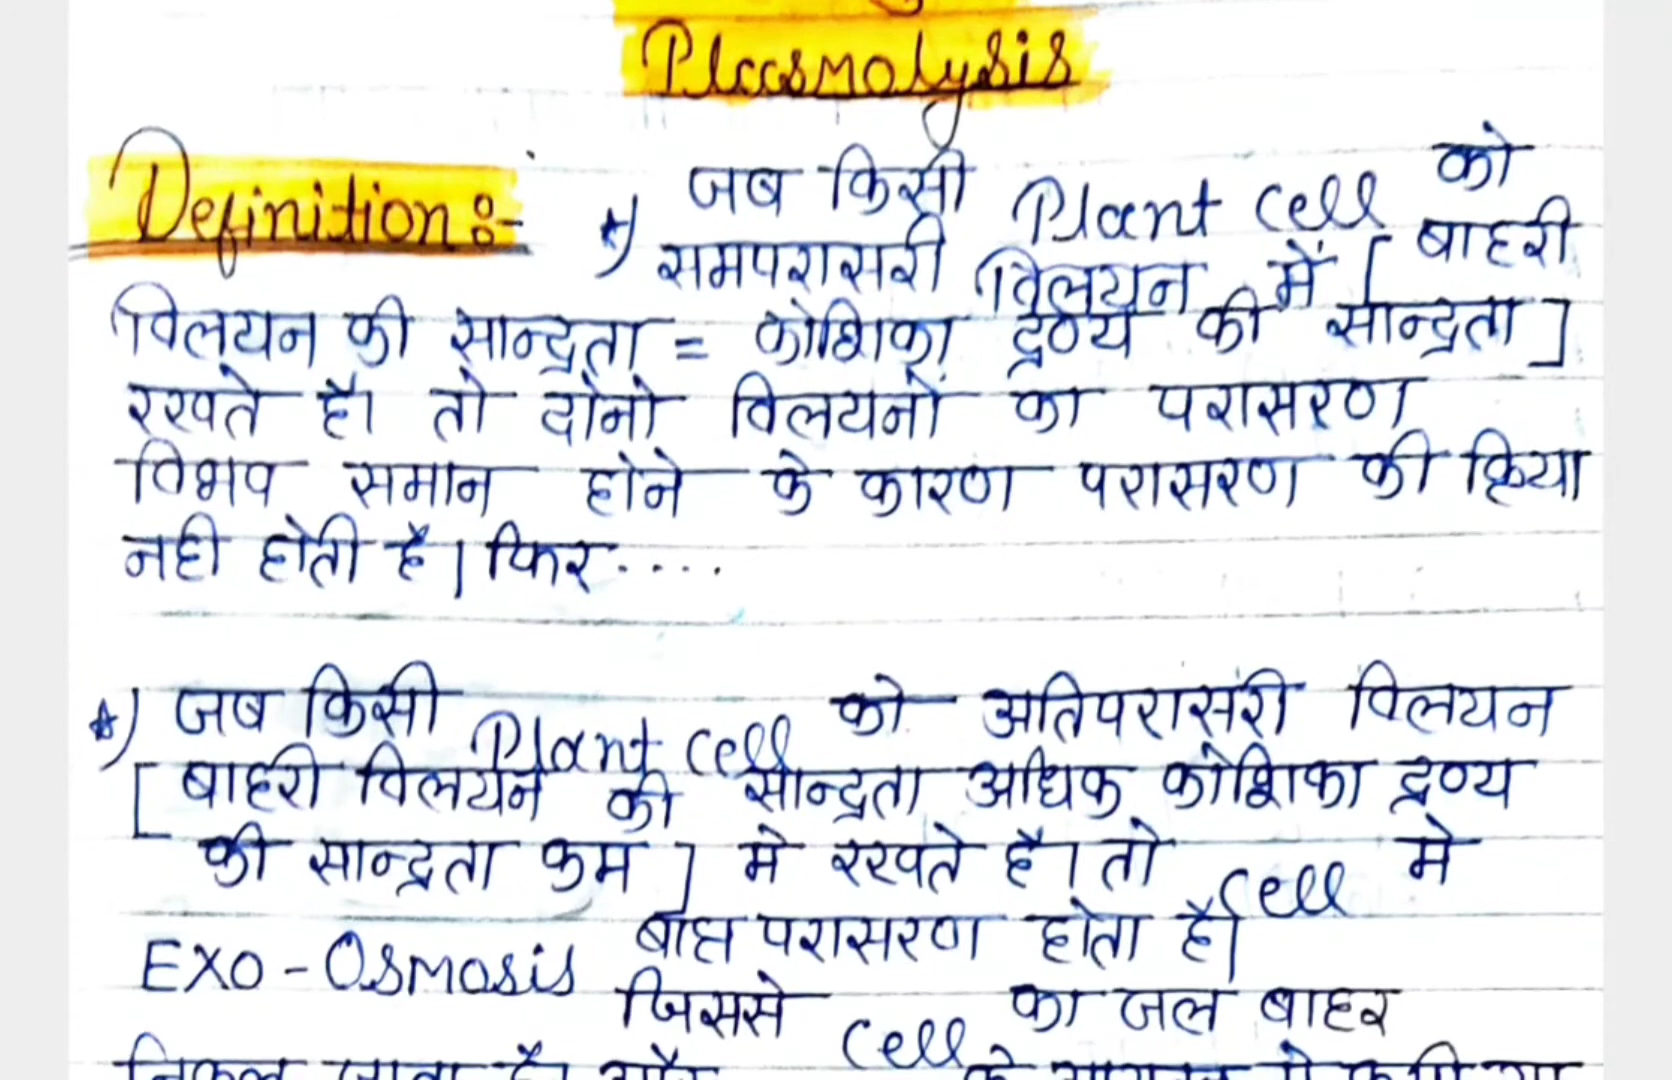 Plasmolysis
Definition :- *) जब किसी Plant cell को
समपरासरी विलयन में [ बाहरी
विलयन की सान्द्रता = कोशिका द्रव्य की सान्द्रता ]
रखते है। तो दोनो विलयनों का परासरण
विभव समान होने के कारण परासरण की क्रिया
नही होती है। फिर....
*) जब किसी Plant cell को अतिपरासरी विलयन
[ बाहरी विलयन की सान्द्रता अधिक कोशिका द्रव्य
की सान्द्रता कम ] मे रखते है। तो cell मे
EXO-Osmosis बाह्य परासरण होता है।
जिससे cell का जल बाहर
निकल जाता है। और